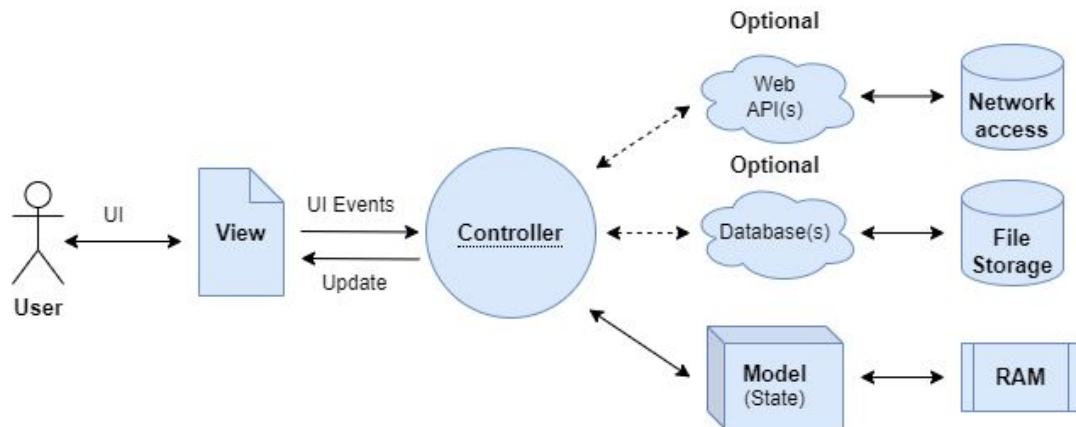 Optional
Web
API(s)
Network
access
Optional
UI
View
UI Events
Update
Controller
Database(s)
File
Storage
User
Model
(State)
RAM